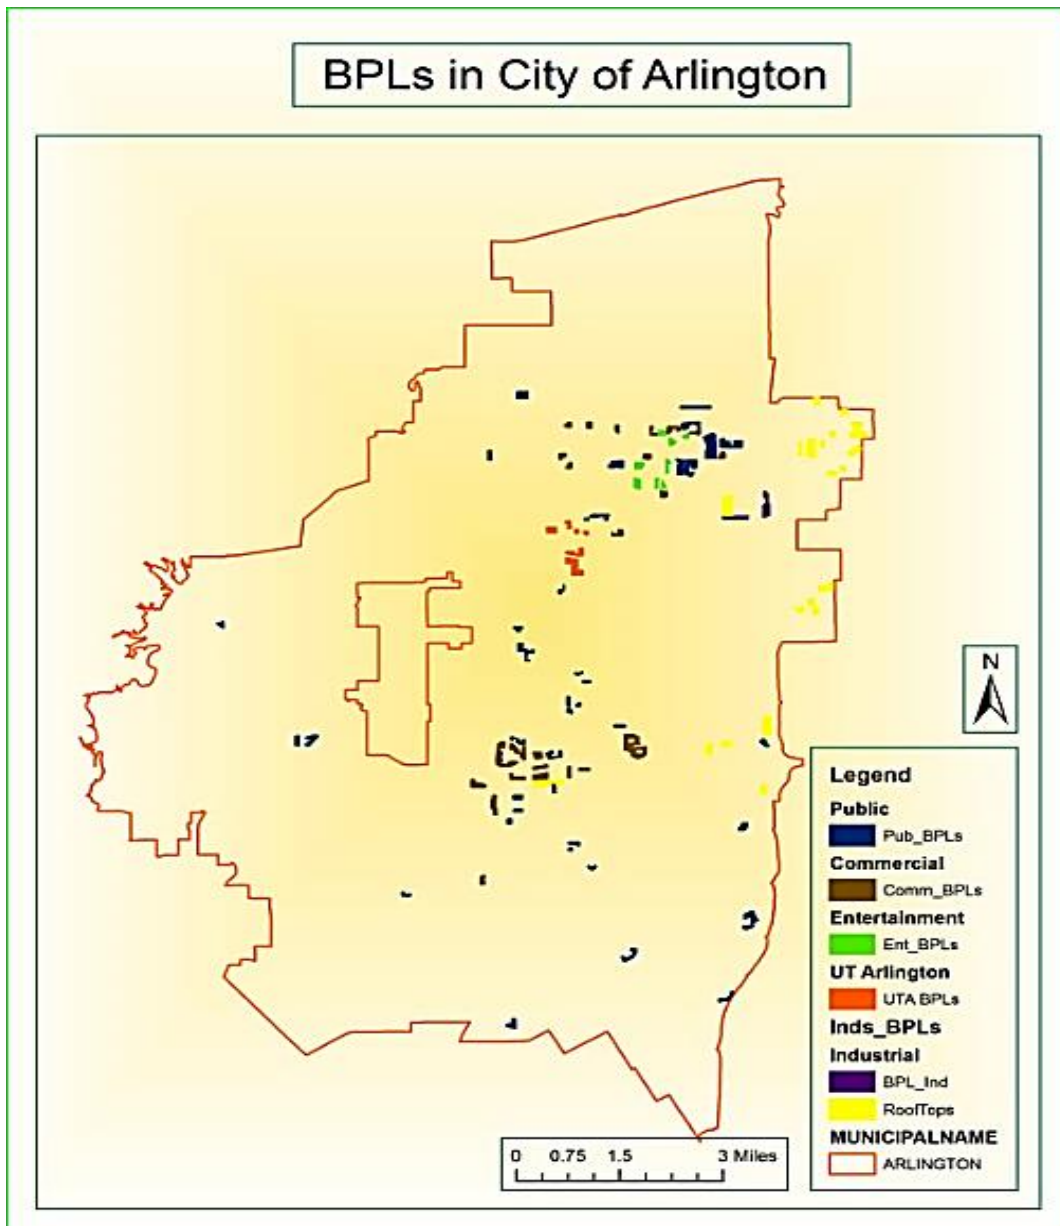 BPLs in City of Arlington
N
Legend
Public
Pub_BPLs
Commercial
Comm_BPLs
Entertainment
Ent_BPLs
UT Arlington
UTA BPLs
Inds_BPLs
Industrial
BPL_Ind
RoofTops
MUNICIPALNAME
ARLINGTON
0 0.75 1.5 3 Miles